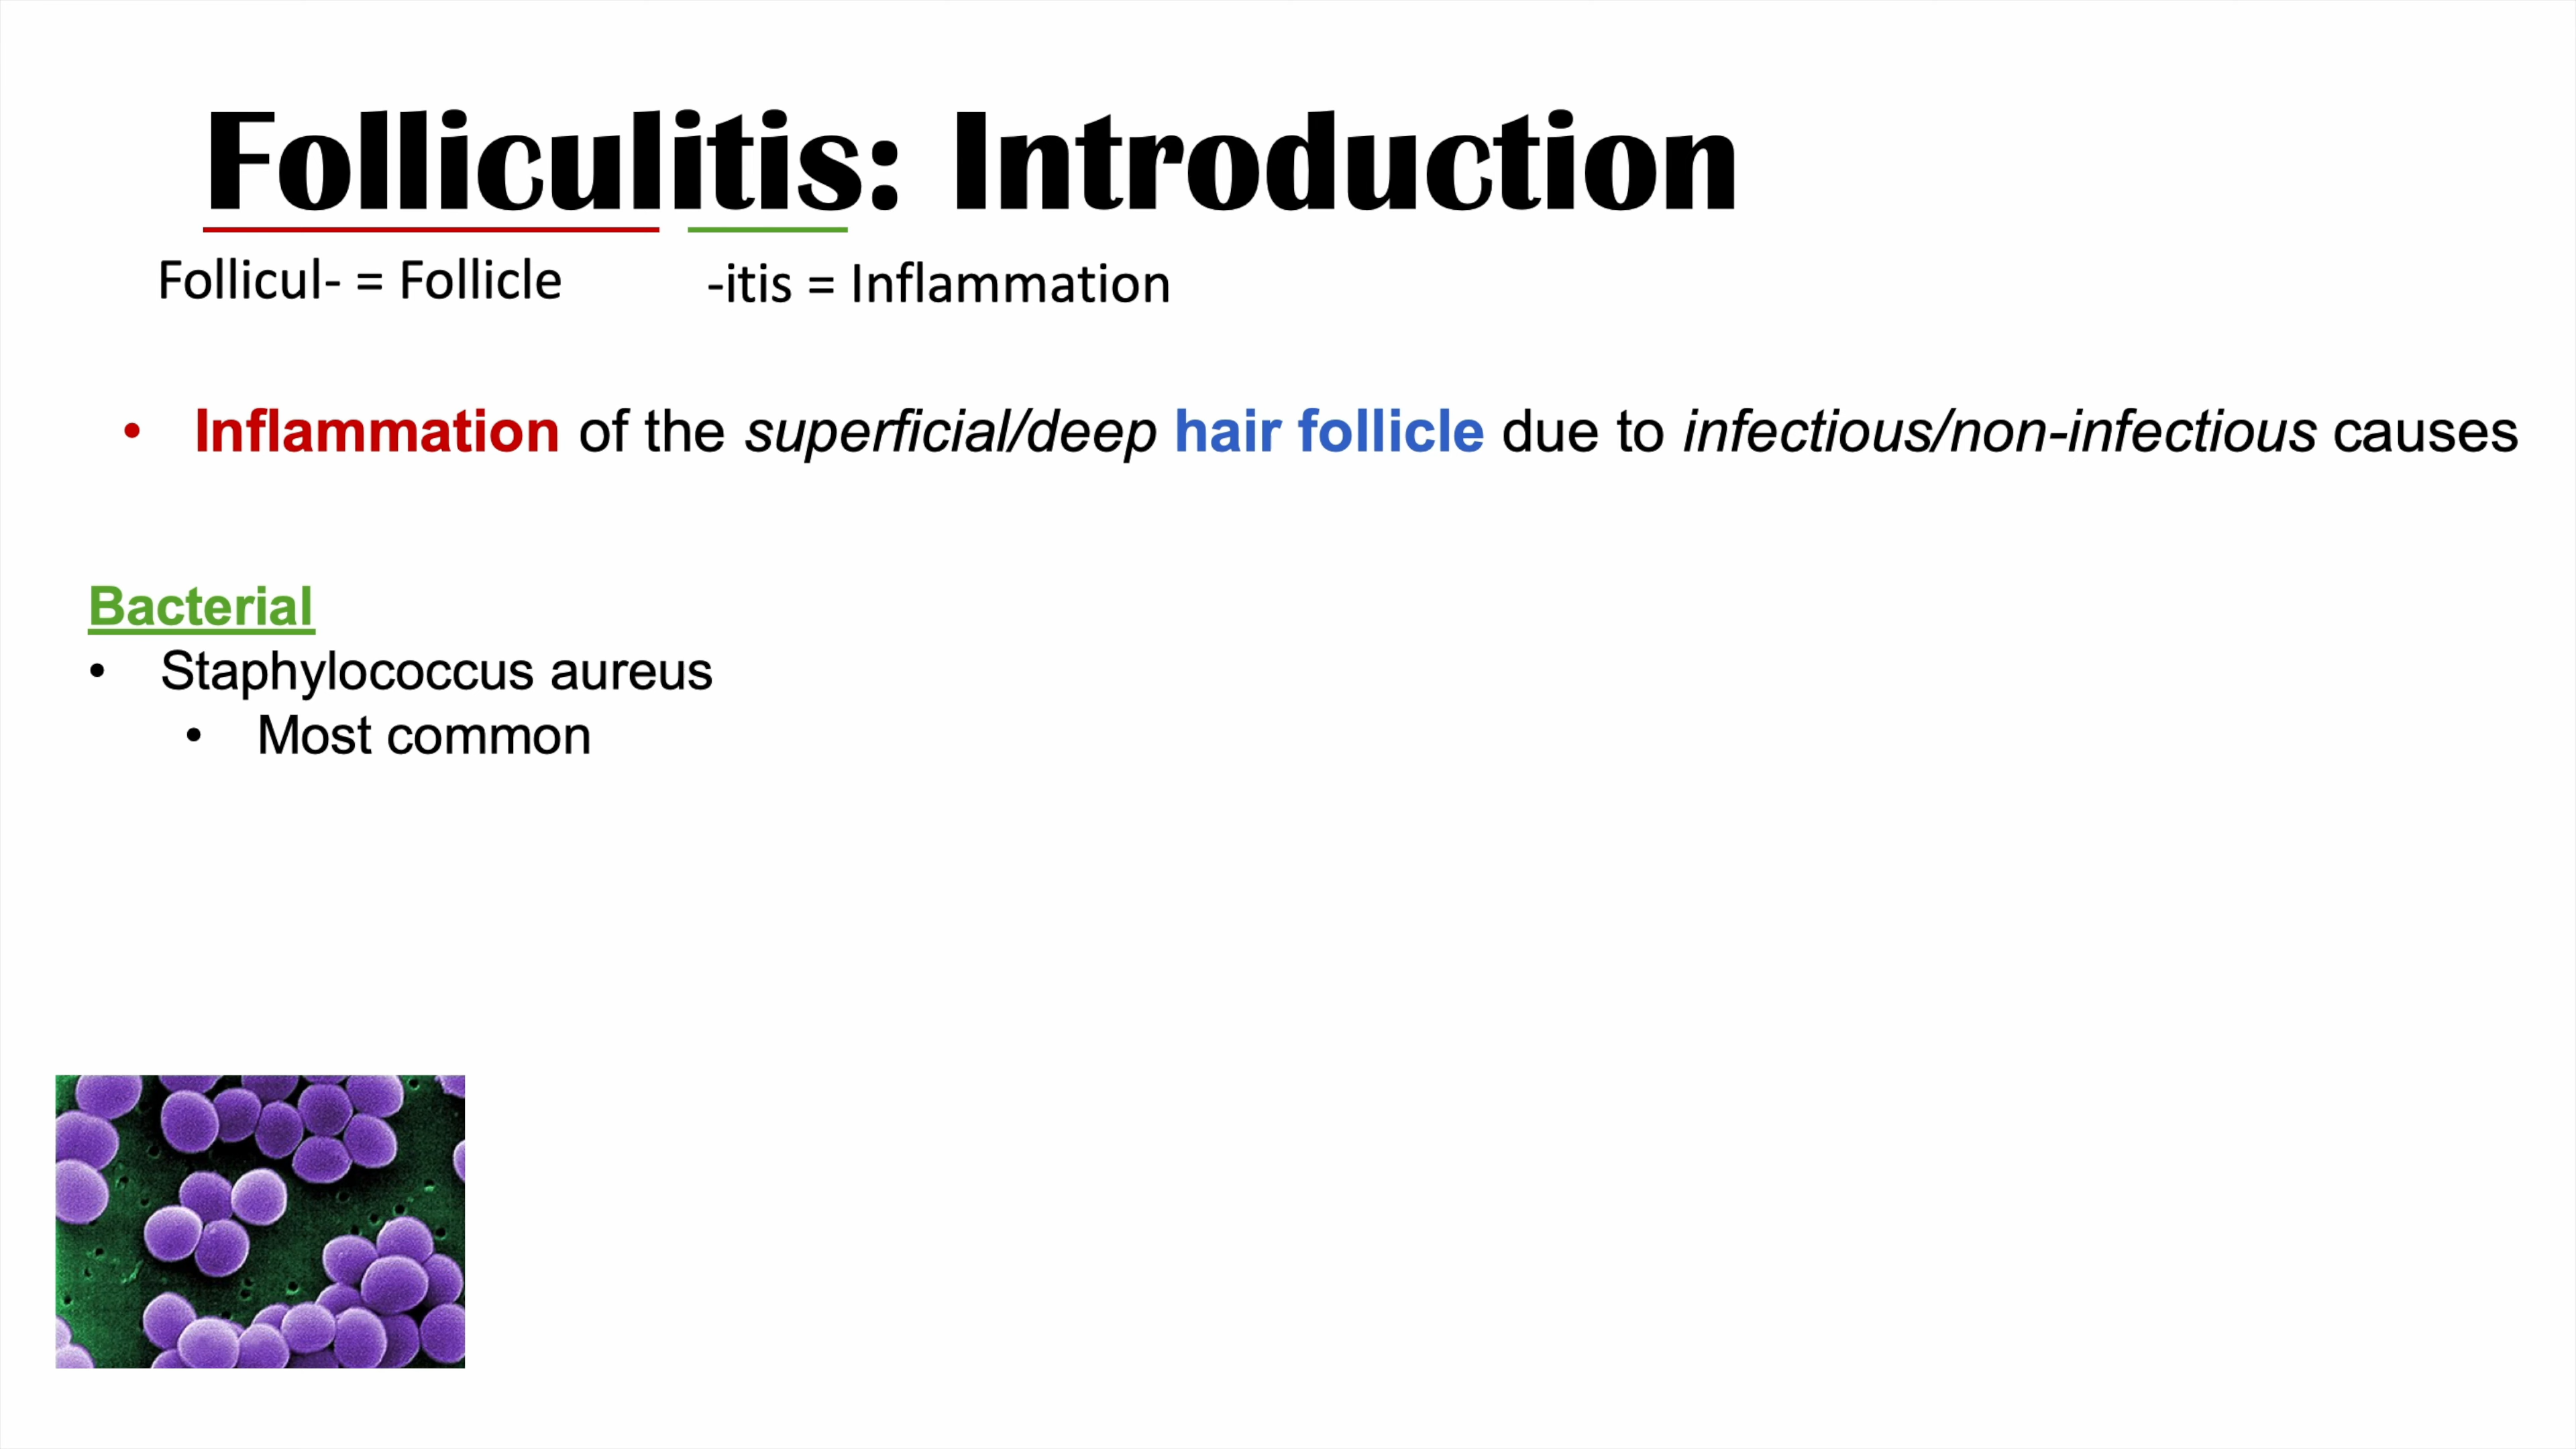 Folliculitis: Introduction
Follicul- = Follicle -itis = Inflammation
• Inflammation of the superficial/deep hair follicle due to infectious/non-infectious causes
Bacterial
• Staphylococcus aureus
• Most common